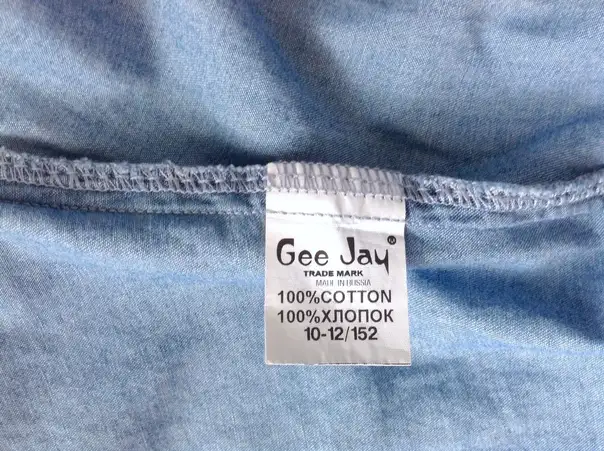 Gee Jay®
TRADE MARK
MADE IN RUSSIA
100%COTTON
100%ХЛОПОК
10-12/152